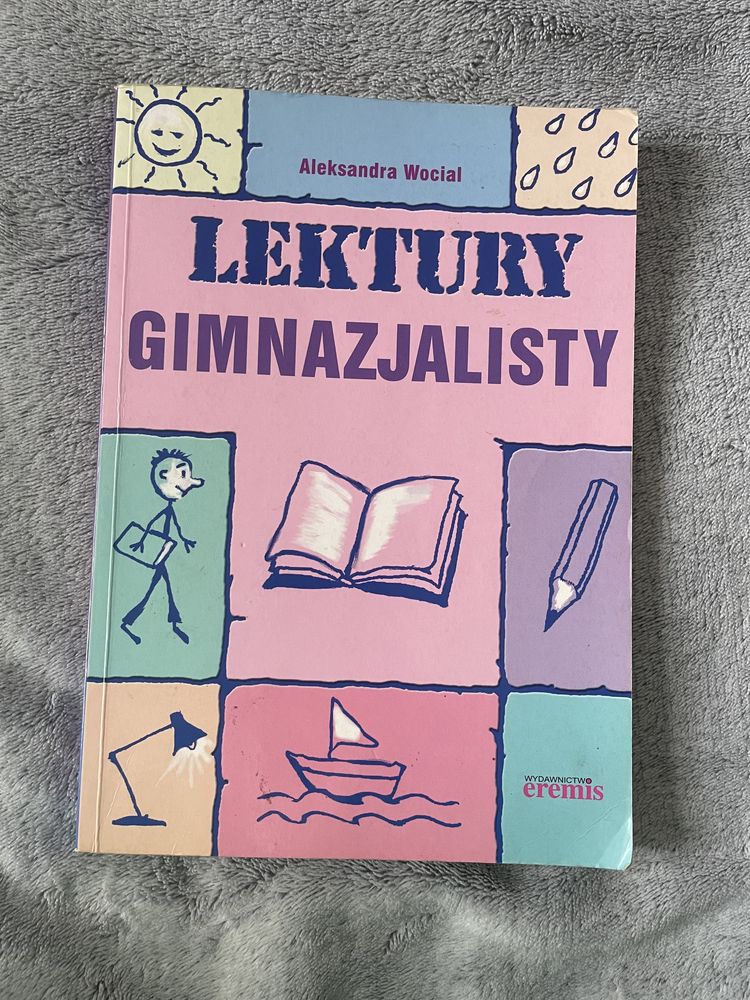 Aleksandra Wocial
LEKTURY
GIMNAZJALISTY
WYDAWNICTWO
eremis